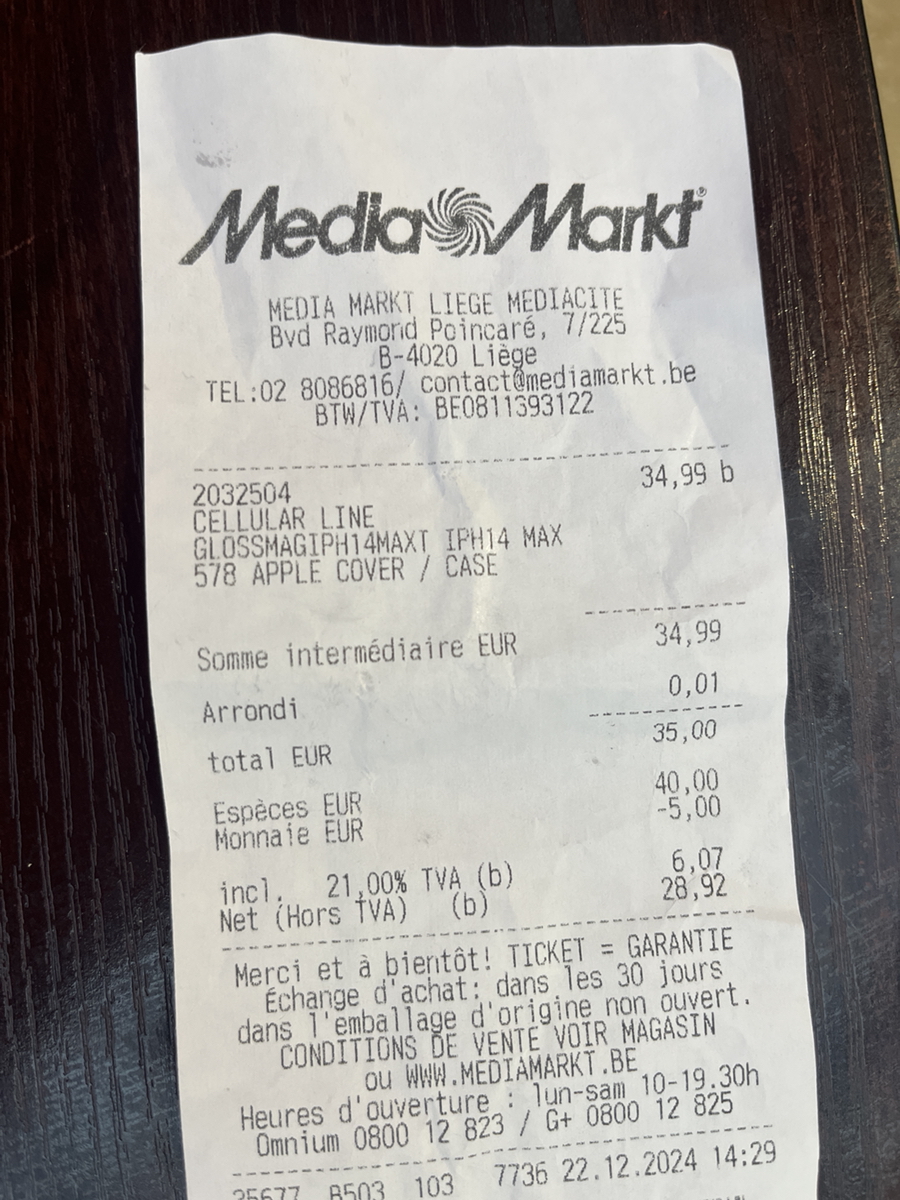 Media Markt®
MEDIA MARKT LIEGE MEDIACITE
Bvd Raymond Poincaré, 7/225
B-4020 Liège
TEL:02 8086816/ contact@mediamarkt.be
BTW/TVA: BE0811393122
2032504 34,99 b
CELLULAR LINE
GLOSSMAGIPH14MAXT IPH14 MAX
578 APPLE COVER / CASE
Somme intermédiaire EUR 34,99
Arrondi 0,01
total EUR 35,00
Espèces EUR 40,00
Monnaie EUR -5,00
incl. 21,00% TVA (b) 6,07
Net (Hors TVA) (b) 28,92
Merci et à bientôt! TICKET = GARANTIE
Échange d'achat: dans les 30 jours
dans l'emballage d'origine non ouvert.
CONDITIONS DE VENTE VOIR MAGASIN
ou WWW.MEDIAMARKT.BE
Heures d'ouverture : lun-sam 10-19.30h
Omnium 0800 12 823 / G+ 0800 12 825
25677 8503 103 7736 22.12.2024 14:29